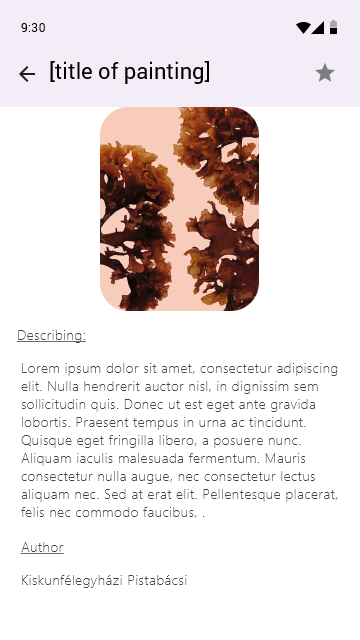 9:30
[title of painting]
Describing:
Lorem ipsum dolor sit amet, consectetur adipiscing
elit. Nulla hendrerit auctor nisl, in dignissim sem
sollicitudin quis. Donec ut est eget ante gravida
lobortis. Praesent tempus in urna ac tincidunt.
Quisque eget fringilla libero, a posuere nunc.
Aliquam iaculis malesuada fermentum. Mauris
consectetur nulla augue, nec consectetur lectus
aliquam nec. Sed at erat elit. Pellentesque placerat,
felis nec commodo faucibus, .
Author
Kiskunfélegyházi Pistabácsi